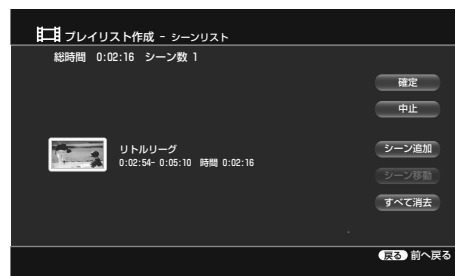 プレイリスト作成 - シーンリスト
総時間 0:02:16 シーン数 1
確定
中止
リトルリーグ
0:02:54- 0:05:10 時間 0:02:16
シーン追加
シーン移動
すべて消去
戻る 前へ戻る